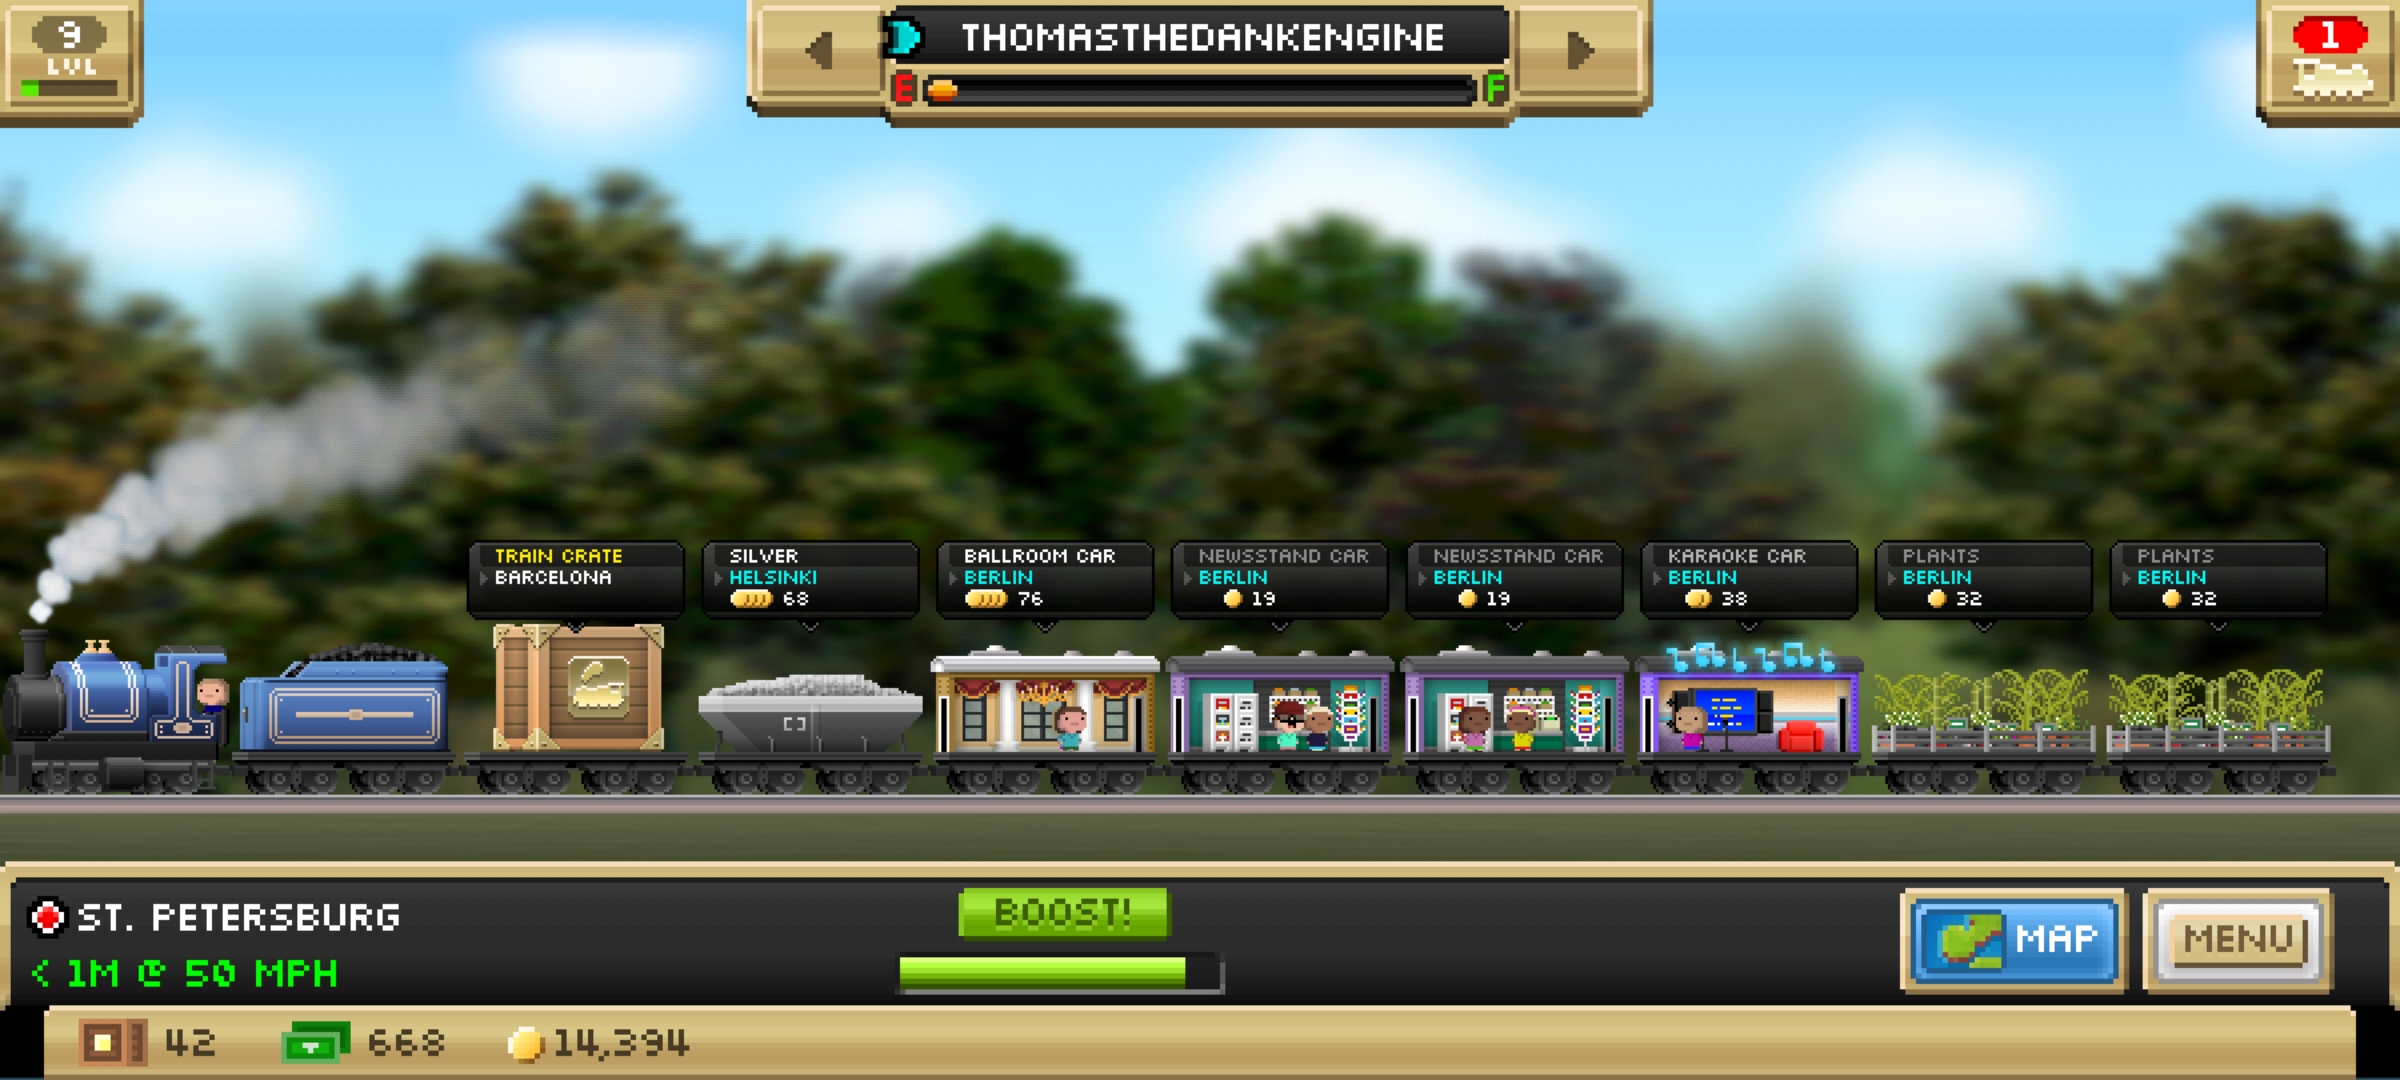 9
LVL
THOMASTHEDANKENGINE
E
F
1
TRAIN CRATE
BARCELONA
SILVER
HELSINKI
68
BALLROOM CAR
BERLIN
76
NEWSSTAND CAR
BERLIN
19
NEWSSTAND CAR
BERLIN
19
KARAOKE CAR
BERLIN
38
PLANTS
BERLIN
32
PLANTS
BERLIN
32
ST. PETERSBURG
< 1M @ 50 MPH
BOOST!
MAP
MENU
42
668
14,394